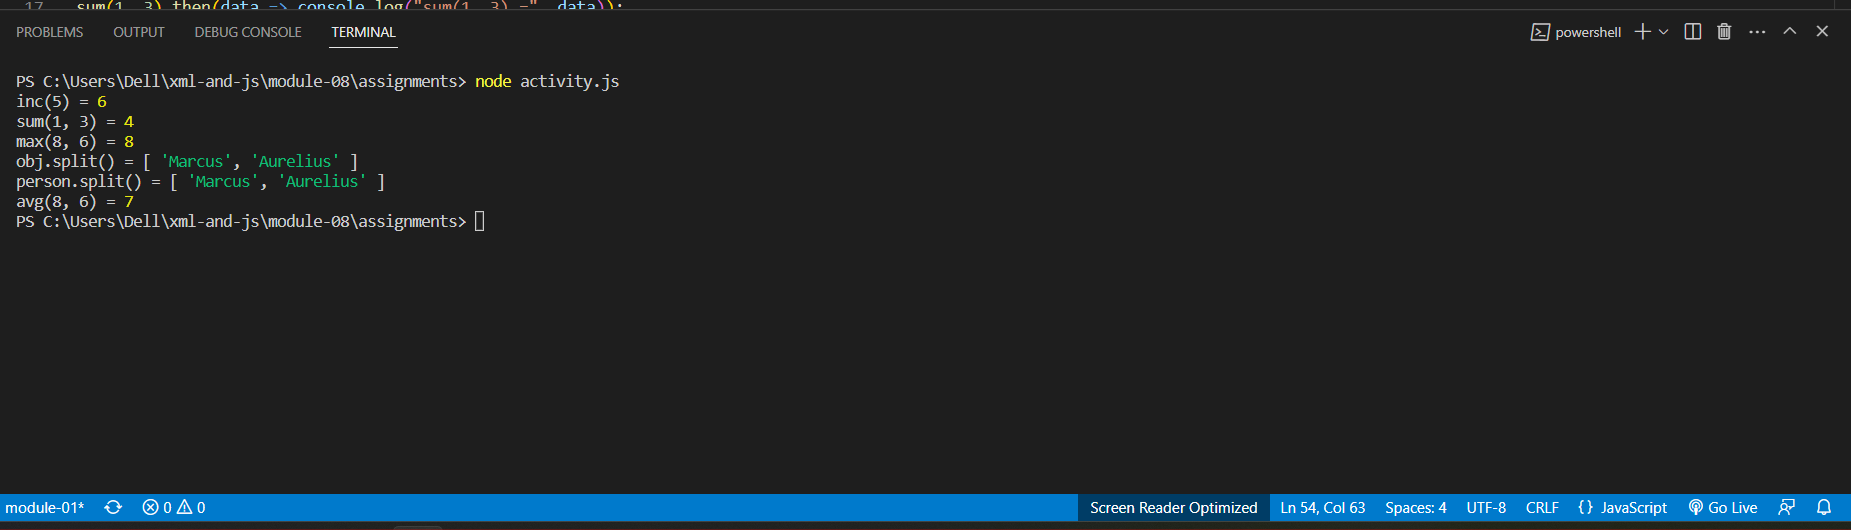 17 sum(1, 3).then(data => console.log("sum(1, 3) =", data));
PROBLEMS OUTPUT DEBUG CONSOLE TERMINAL powershell
PS C:\Users\Dell\xml-and-js\module-08\assignments> node activity.js
inc(5) = 6
sum(1, 3) = 4
max(8, 6) = 8
obj.split() = [ 'Marcus', 'Aurelius' ]
person.split() = [ 'Marcus', 'Aurelius' ]
avg(8, 6) = 7
PS C:\Users\Dell\xml-and-js\module-08\assignments>
module-01* 0 0 Screen Reader Optimized Ln 54, Col 63 Spaces: 4 UTF-8 CRLF {} JavaScript Go Live